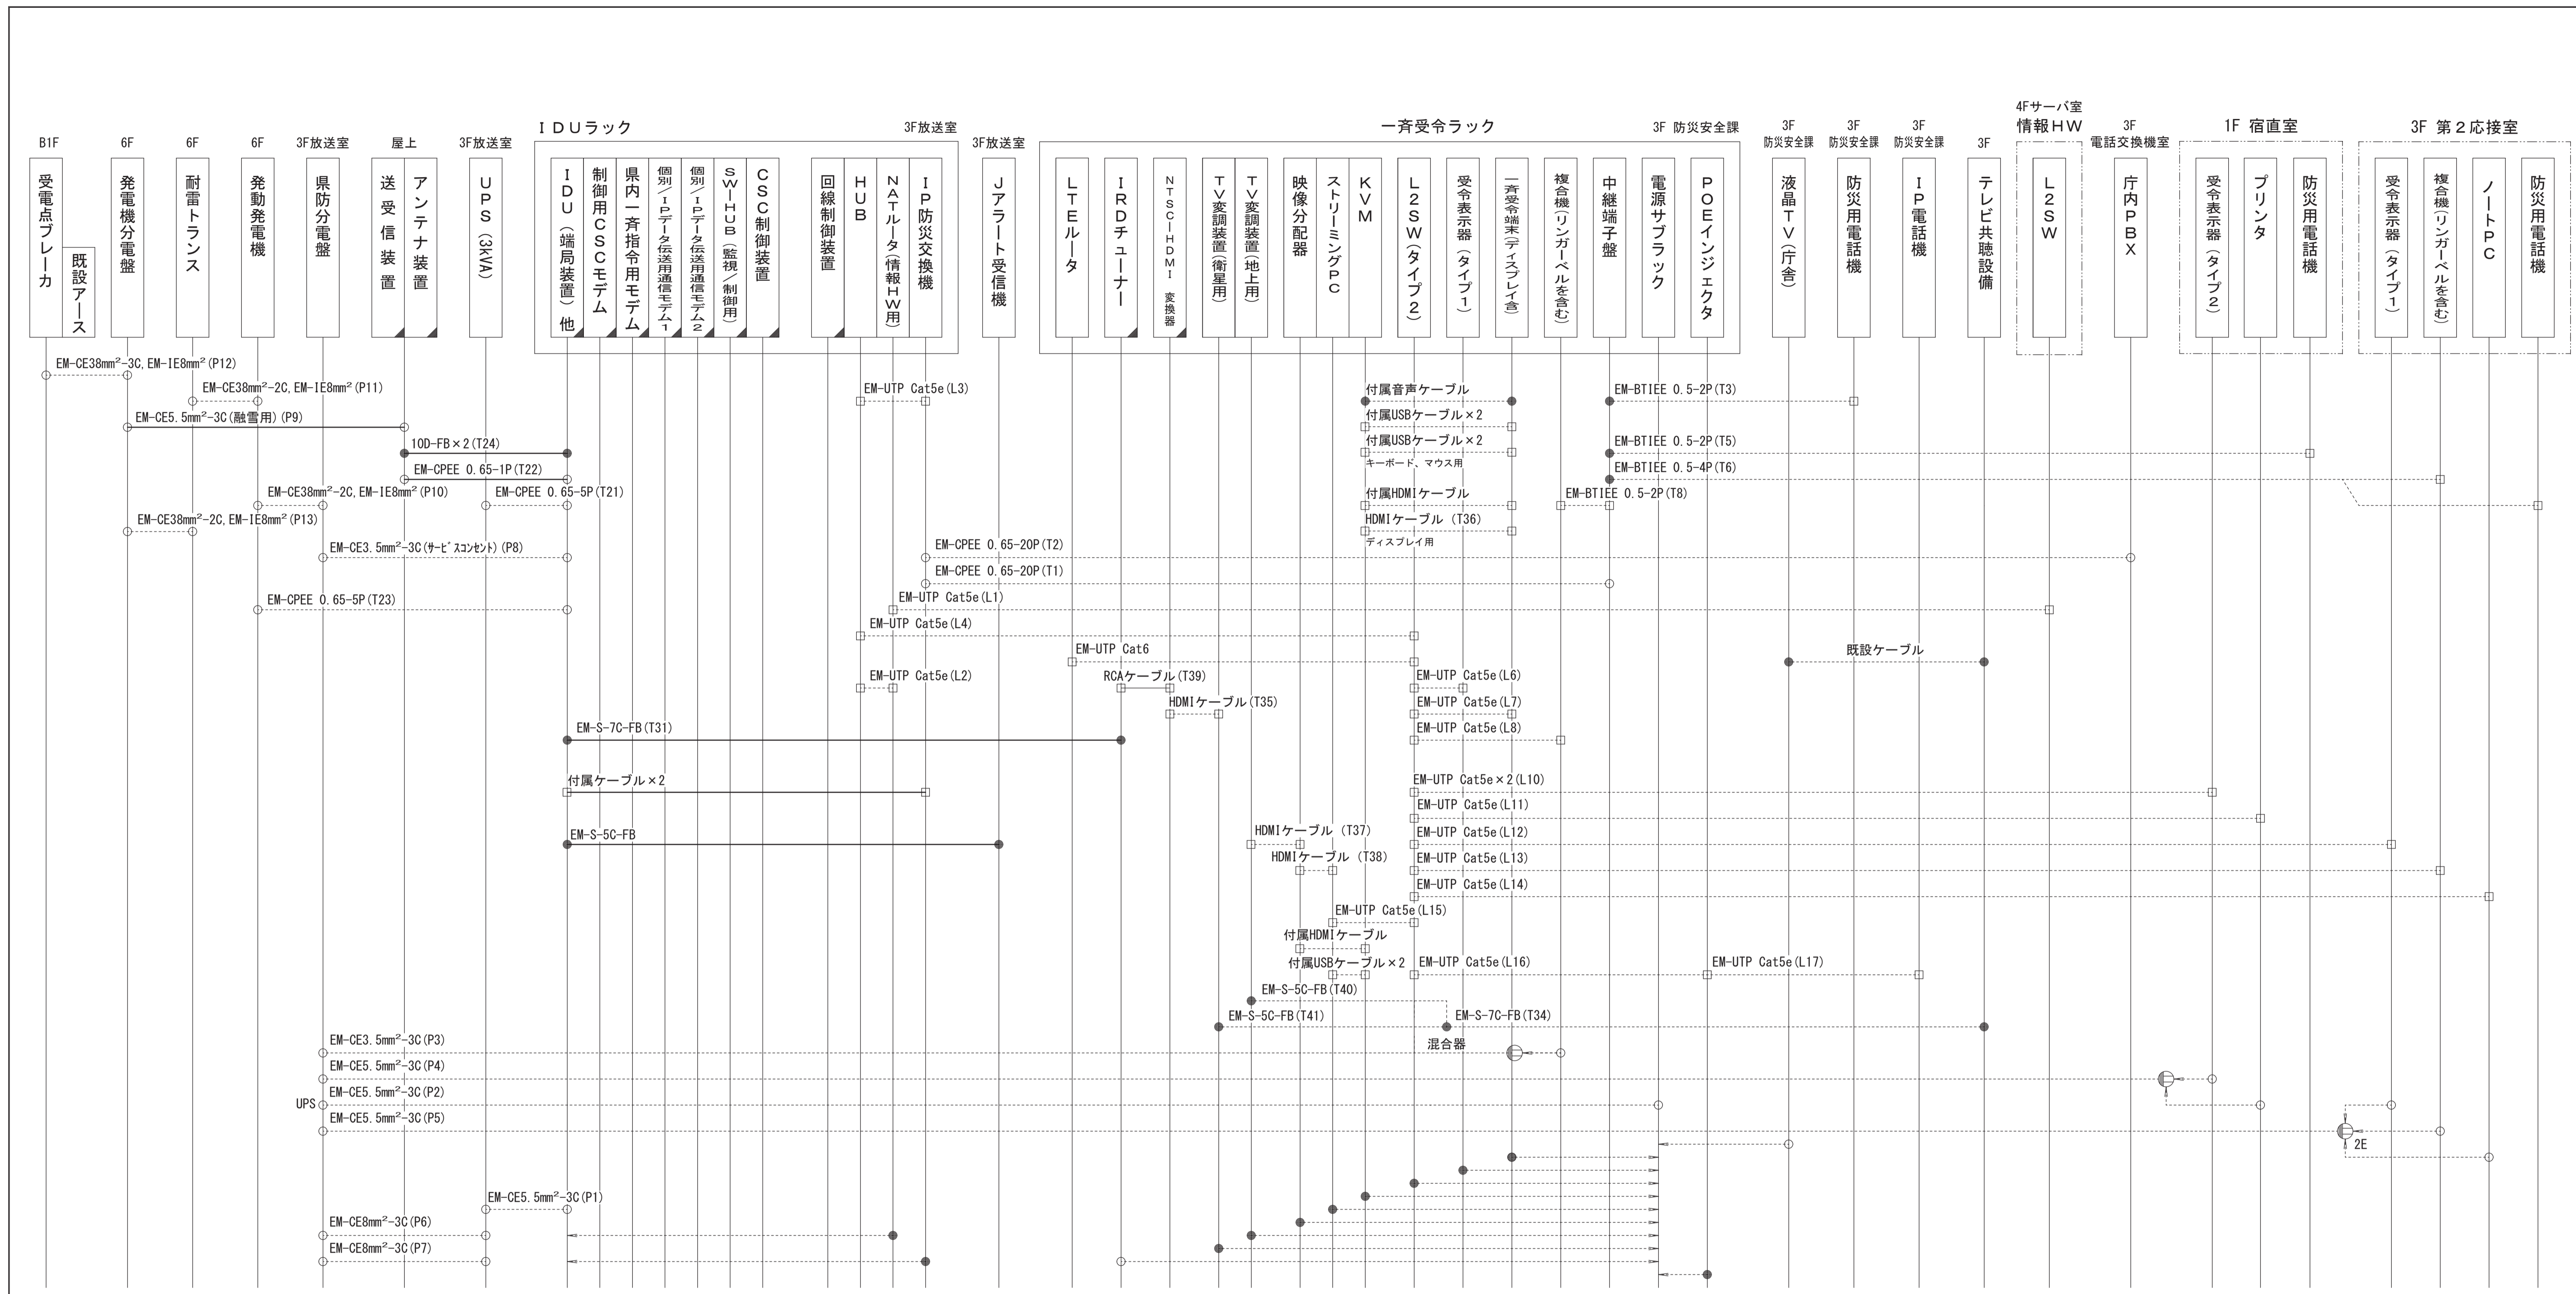 4Fサーバ室
IDUラック
3F放送室
一斉受令ラック
3F 防災安全課
情報HW
1F 宿直室
3F 第2応接室
B1F
6F
6F
6F
3F放送室
屋上
3F放送室
3F放送室
3F
防災安全課
3F
防災安全課
3F
防災安全課
3F
3F
電話交換機室
受電点ブレーカ
既設アース
発電機分電盤
耐雷トランス
発動発電機
県防分電盤
送受信装置
アンテナ装置
UPS(3kVA)
IDU(端局装置)他
制御用CSCモデム
県内一斉指令用モデム
個別/IPデータ伝送用通信モデム1
個別/IPデータ伝送用通信モデム2
SW-HUB(監視/制御用)
CSC制御装置
回線制御装置
HUB
NATルータ(情報HW用)
IP防災交換機
Jアラート受信機
LTEルータ
IRDチューナー
NTSC-HDMI 変換器
TV変調装置(衛星用)
TV変調装置(地上用)
映像分配器
ストリーミングPC
KVM
L2SW(タイプ2)
受令表示器(タイプ1)
一斉受令端末(ディスプレイ含)
複合機(リンガーベルを含む)
中継端子盤
電源サブラック
POEインジェクタ
液晶TV(庁舎)
防災用電話機
IP電話機
テレビ共聴設備
L2SW
庁内PBX
受令表示器(タイプ2)
プリンタ
防災用電話機
受令表示器(タイプ1)
複合機(リンガーベルを含む)
ノートPC
防災用電話機
EM-CE38mm²-3C,EM-IE8mm²(P12)
EM-CE38mm²-2C,EM-IE8mm²(P11)
EM-UTP Cat5e(L3)
付属音声ケーブル
EM-BTIEE 0.5-2P(T3)
EM-CE5.5mm²-3C(融雪用)(P9)
付属USBケーブル×2
10D-FB×2(T24)
付属USBケーブル×2
キーボード、マウス用
EM-BTIEE 0.5-2P(T5)
EM-CPEE 0.65-1P(T22)
EM-BTIEE 0.5-4P(T6)
EM-CE38mm²-2C,EM-IE8mm²(P10)
EM-CPEE 0.65-5P(T21)
付属HDMIケーブル
EM-BTIEE 0.5-2P(T8)
EM-CE38mm²-2C,EM-IE8mm²(P13)
HDMIケーブル (T36)
ディスプレイ用
EM-CE3.5mm²-3C(サービスコンセント)(P8)
EM-CPEE 0.65-20P(T2)
EM-CPEE 0.65-20P(T1)
EM-CPEE 0.65-5P(T23)
EM-UTP Cat5e(L1)
EM-UTP Cat5e(L4)
EM-UTP Cat6
既設ケーブル
EM-UTP Cat5e(L2)
RCAケーブル(T39)
EM-UTP Cat5e(L6)
HDMIケーブル(T35)
EM-UTP Cat5e(L7)
EM-S-7C-FB(T31)
EM-UTP Cat5e(L8)
付属ケーブル×2
EM-UTP Cat5e×2(L10)
EM-UTP Cat5e(L11)
EM-S-5C-FB
HDMIケーブル (T37)
EM-UTP Cat5e(L12)
HDMIケーブル (T38)
EM-UTP Cat5e(L13)
EM-UTP Cat5e(L14)
EM-UTP Cat5e(L15)
付属HDMIケーブル
付属USBケーブル×2
EM-UTP Cat5e(L16)
EM-UTP Cat5e(L17)
EM-S-5C-FB(T40)
EM-S-5C-FB(T41)
EM-S-7C-FB(T34)
混合器
EM-CE3.5mm²-3C(P3)
EM-CE5.5mm²-3C(P4)
EM-CE5.5mm²-3C(P2)
UPS
EM-CE5.5mm²-3C(P5)
2E
EM-CE5.5mm²-3C(P1)
EM-CE8mm²-3C(P6)
EM-CE8mm²-3C(P7)